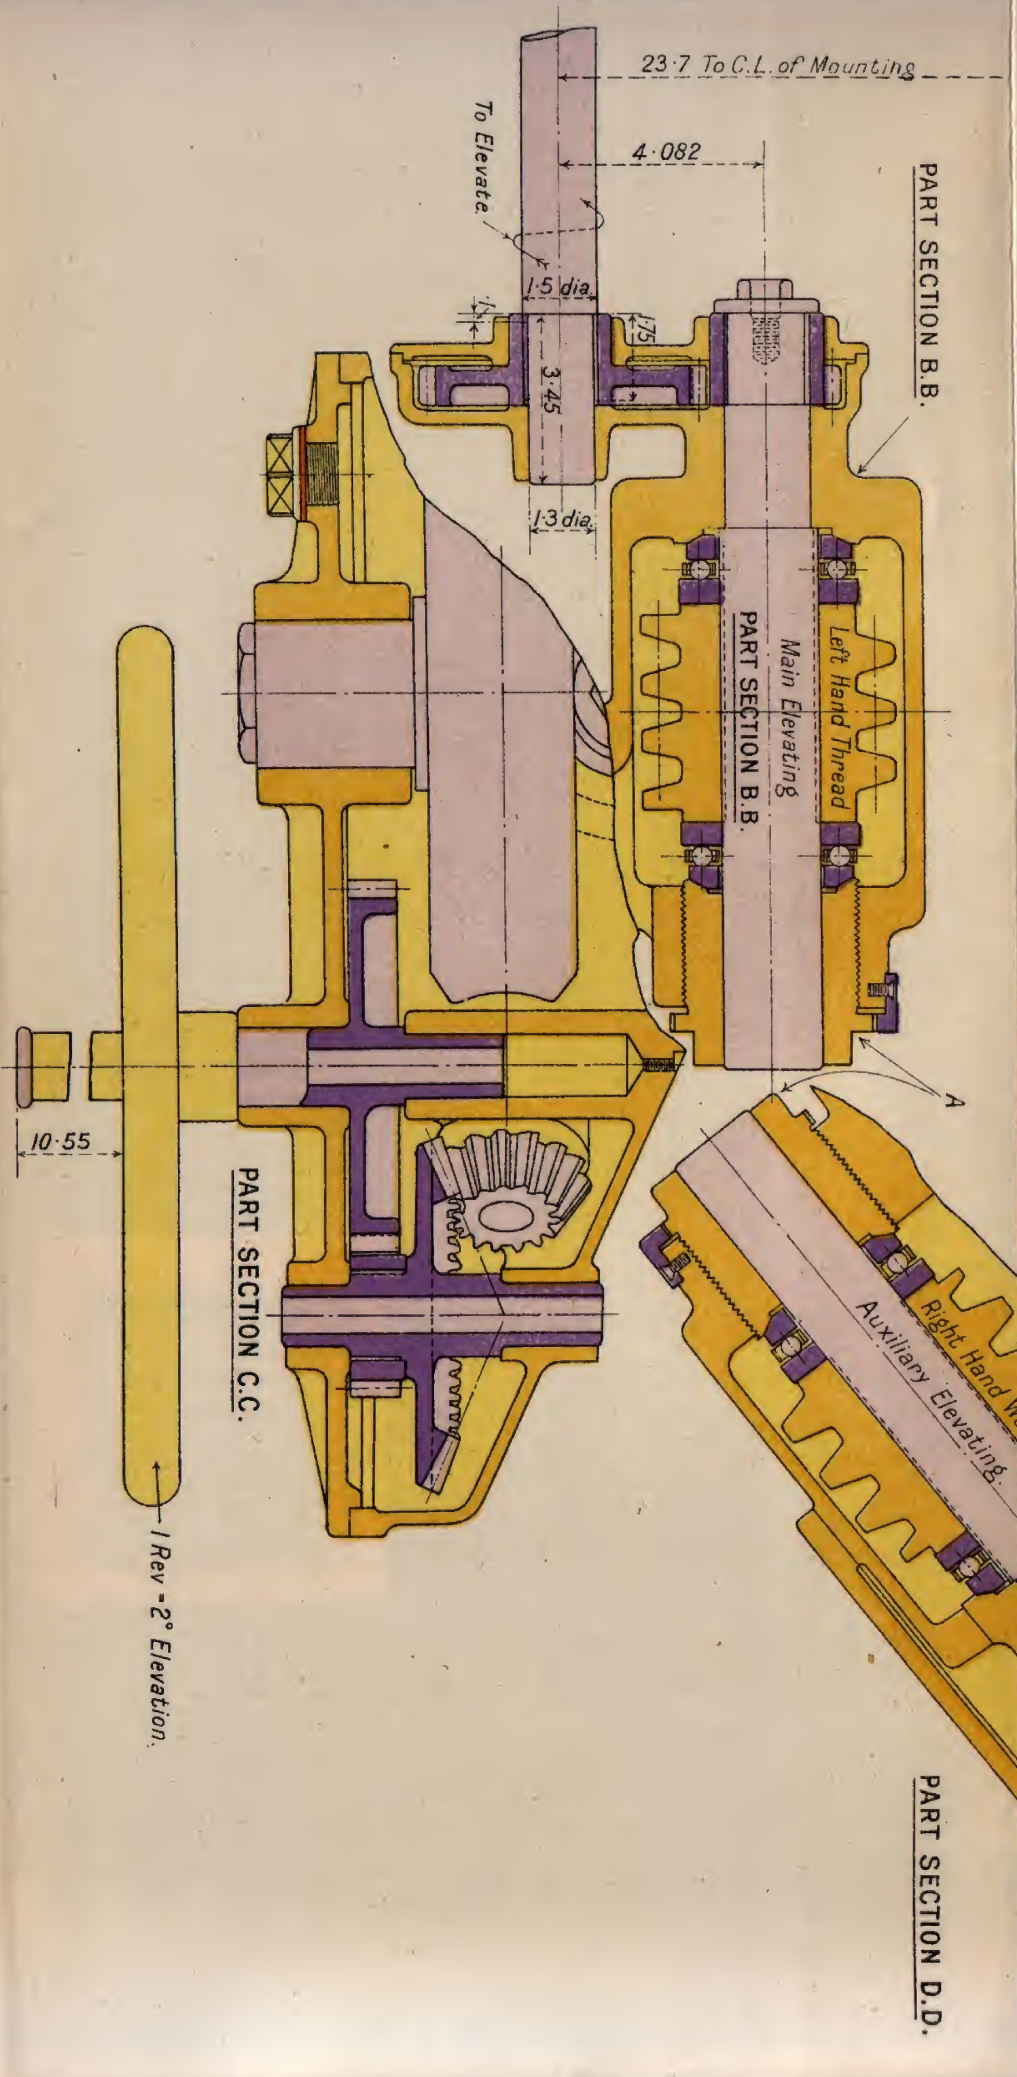 23·7 To C.L. of Mounting
4·082
To Elevate.
PART SECTION B.B.
1·5 dia.
·1
1·75
3·45
1·3 dia.
Left Hand Thread
Main Elevating
PART SECTION B.B.
A
10·55
PART SECTION C.C.
Right Hand
Auxiliary Elevating.
1 Rev = 2° Elevation.
PART SECTION D.D.